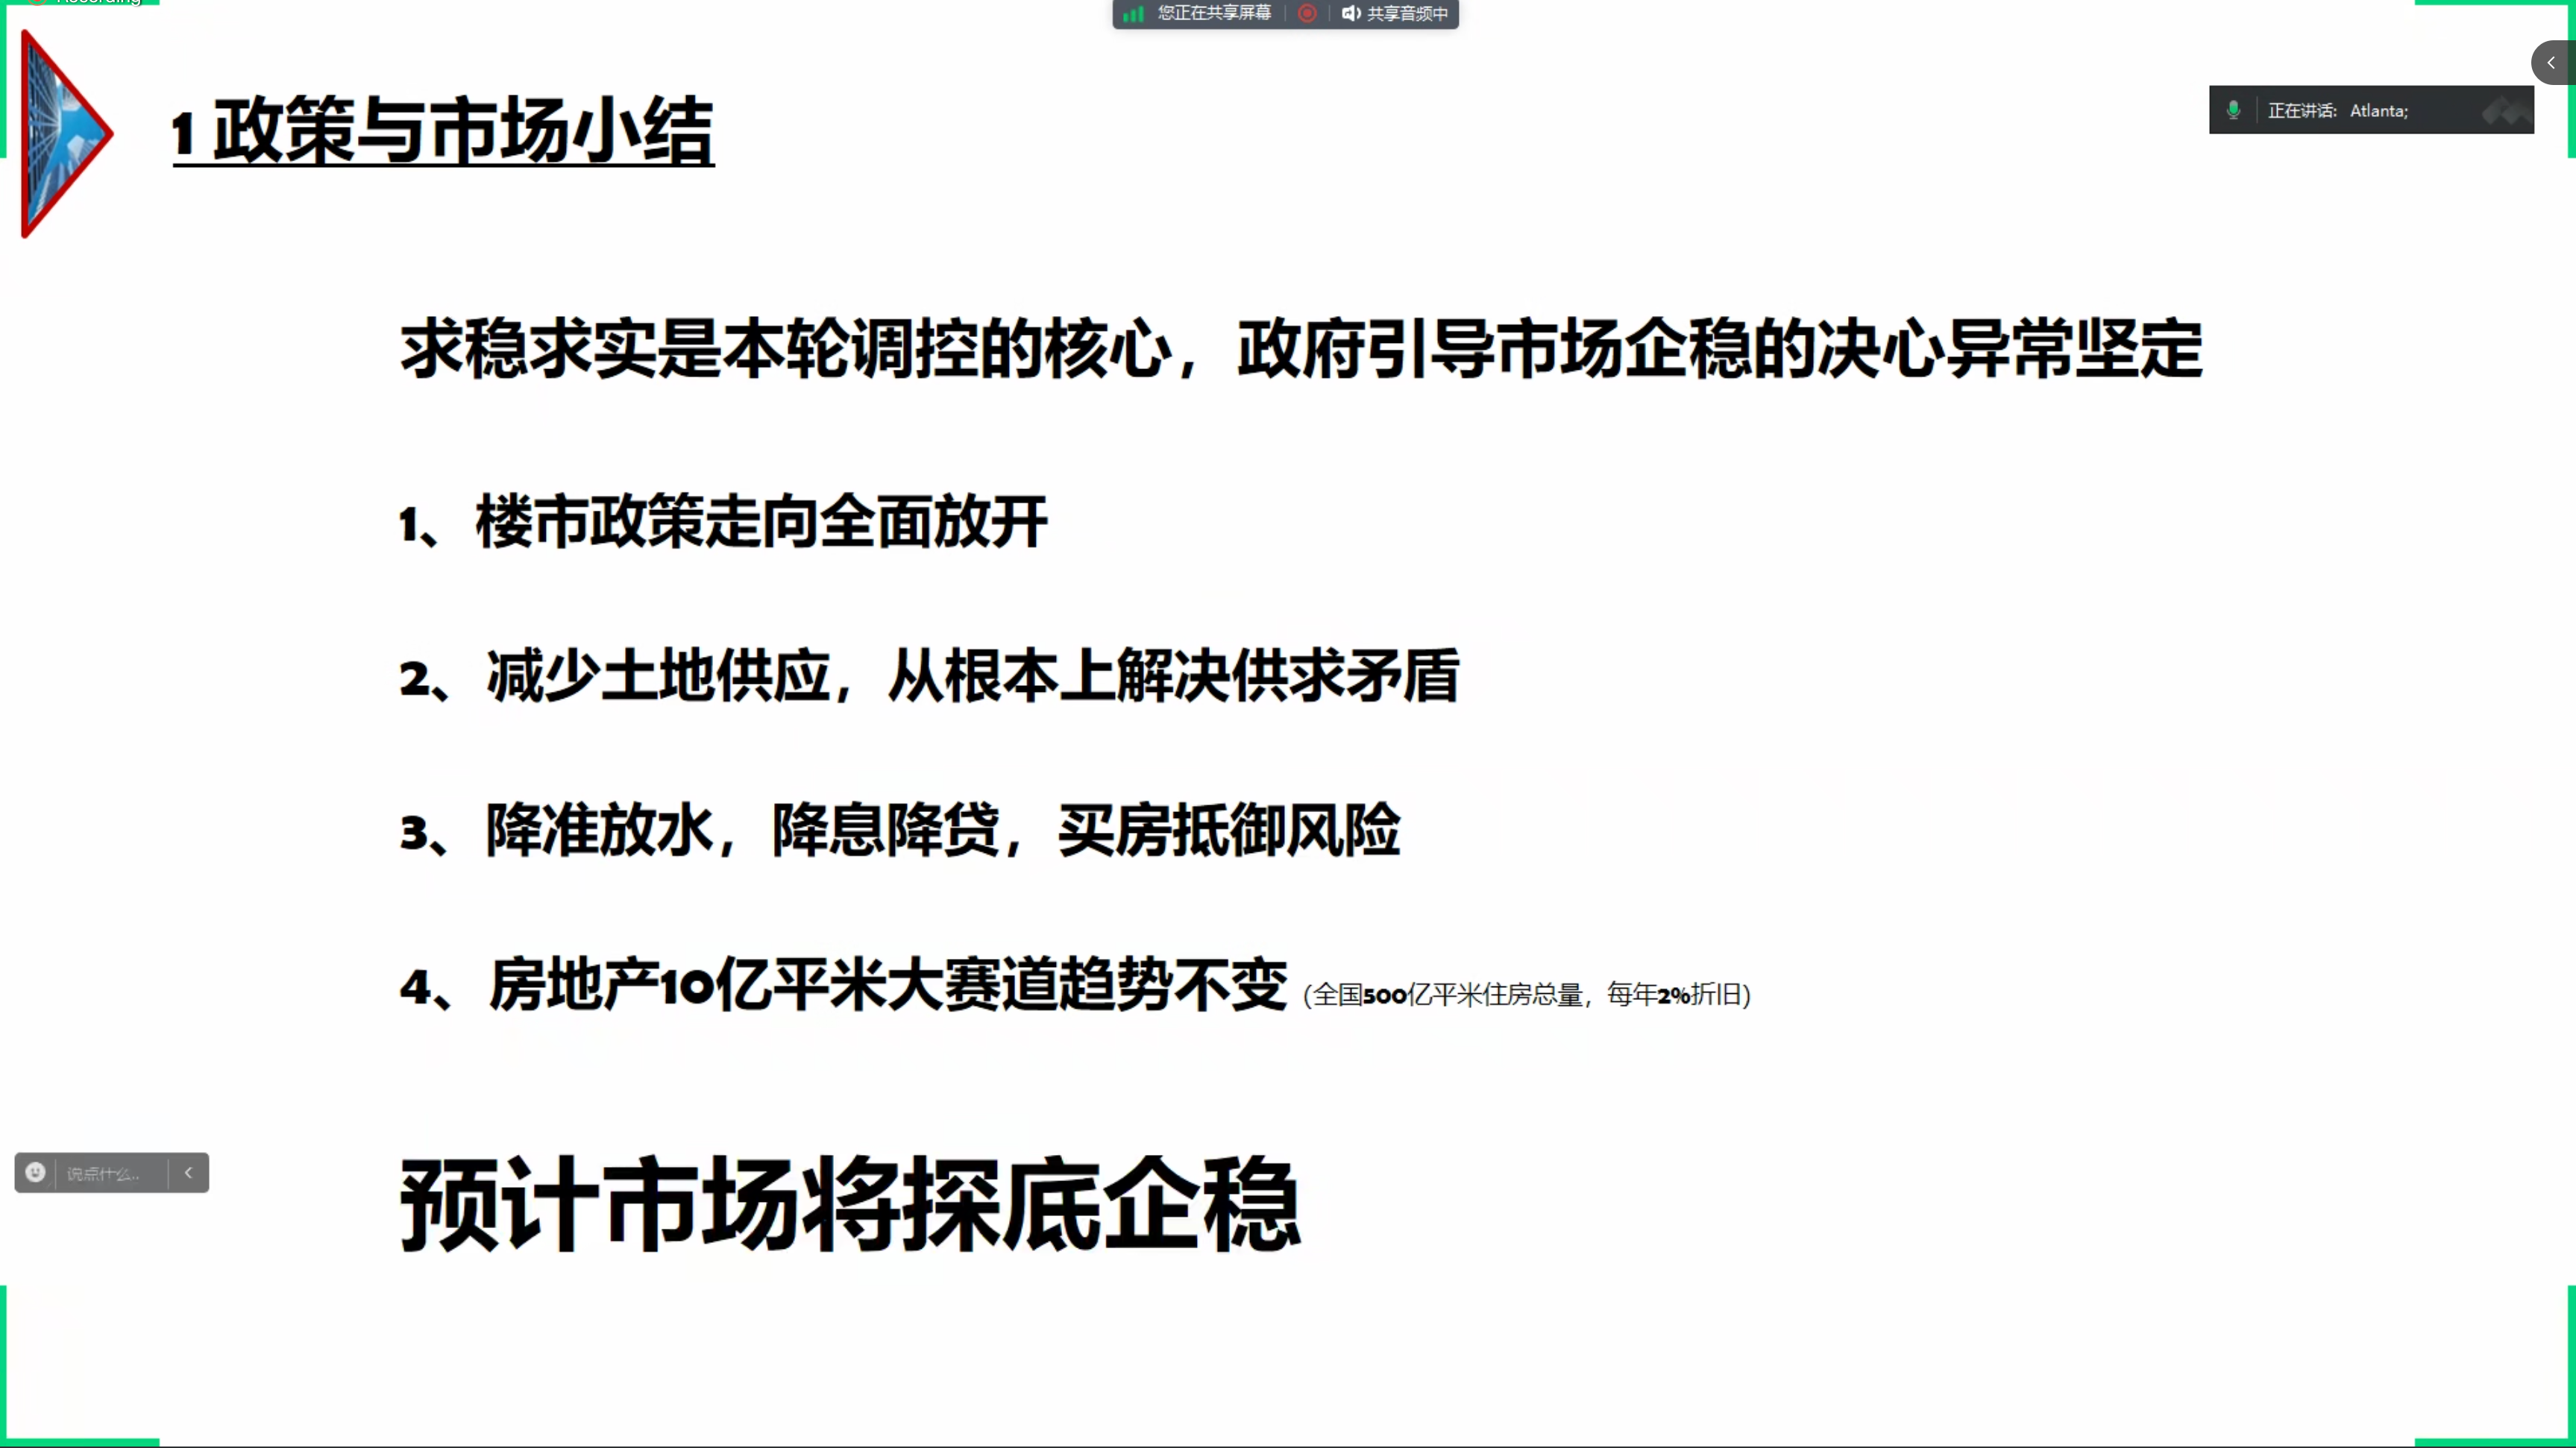 Recording
您正在共享屏幕 共享音频中
正在讲话: Atlanta;
1 政策与市场小结
求稳求实是本轮调控的核心，政府引导市场企稳的决心异常坚定
1、楼市政策走向全面放开
2、减少土地供应，从根本上解决供求矛盾
3、降准放水，降息降贷，买房抵御风险
4、房地产10亿平米大赛道趋势不变 (全国500亿平米住房总量，每年2%折旧)
说点什么...
预计市场将探底企稳